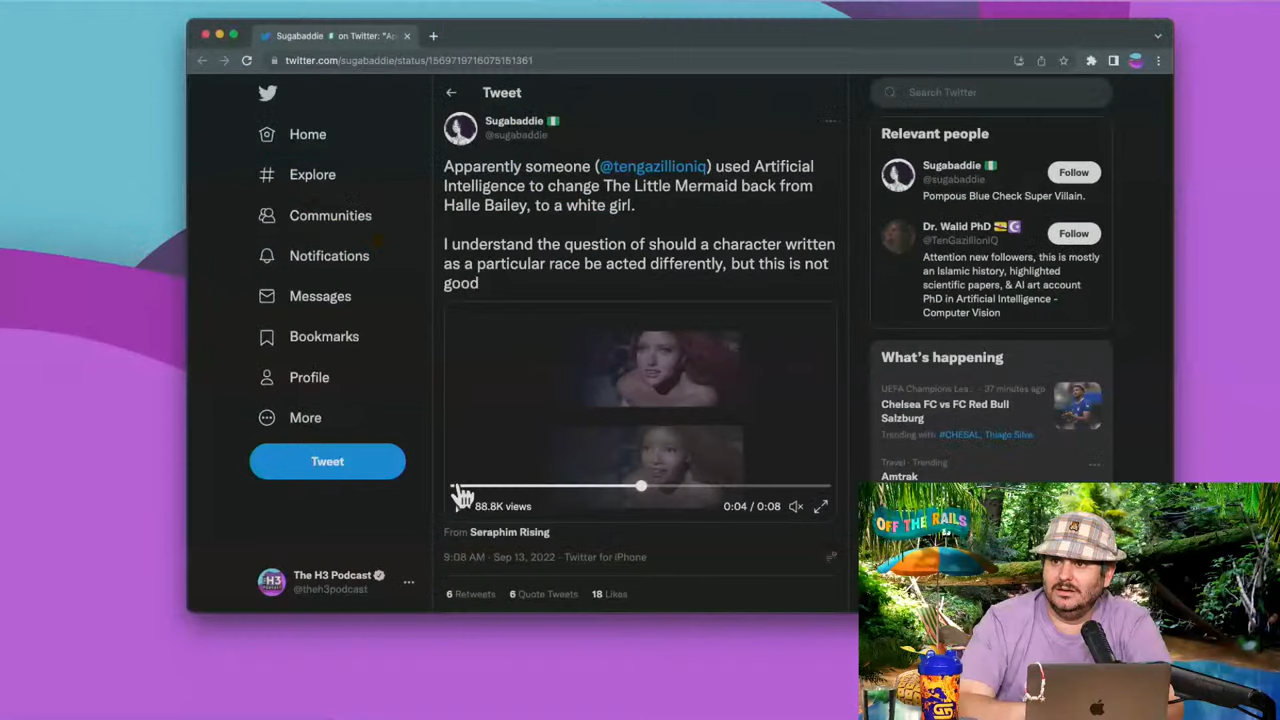 Sugabaddie on Twitter: "Ap
twitter.com/sugabaddie/status/1569719716075151361
Home
Explore
Communities
Notifications
Messages
Bookmarks
Profile
More
Tweet
The H3 Podcast
@theh3podcast
Tweet
Sugabaddie
@sugabaddie
Apparently someone (@tengazillioniq) used Artificial
Intelligence to change The Little Mermaid back from
Halle Bailey, to a white girl.
I understand the question of should a character written
as a particular race be acted differently, but this is not
good
88.8K views
0:04 / 0:08
From Seraphim Rising
9:08 AM · Sep 13, 2022 · Twitter for iPhone
6 Retweets 6 Quote Tweets 18 Likes
Search Twitter
Relevant people
Sugabaddie
@sugabaddie
Follow
Pompous Blue Check Super Villain.
Dr. Walid PhD
@TenGazillionIQ
Follow
Attention new followers, this is mostly
an Islamic history, highlighted
scientific papers, & AI art account
PhD in Artificial Intelligence -
Computer Vision
What's happening
UEFA Champions Lea... · 37 minutes ago
Chelsea FC vs FC Red Bull
Salzburg
Trending with #CHESAL, Thiago Silva
Travel · Trending
Amtrak
OFF THE RAILS